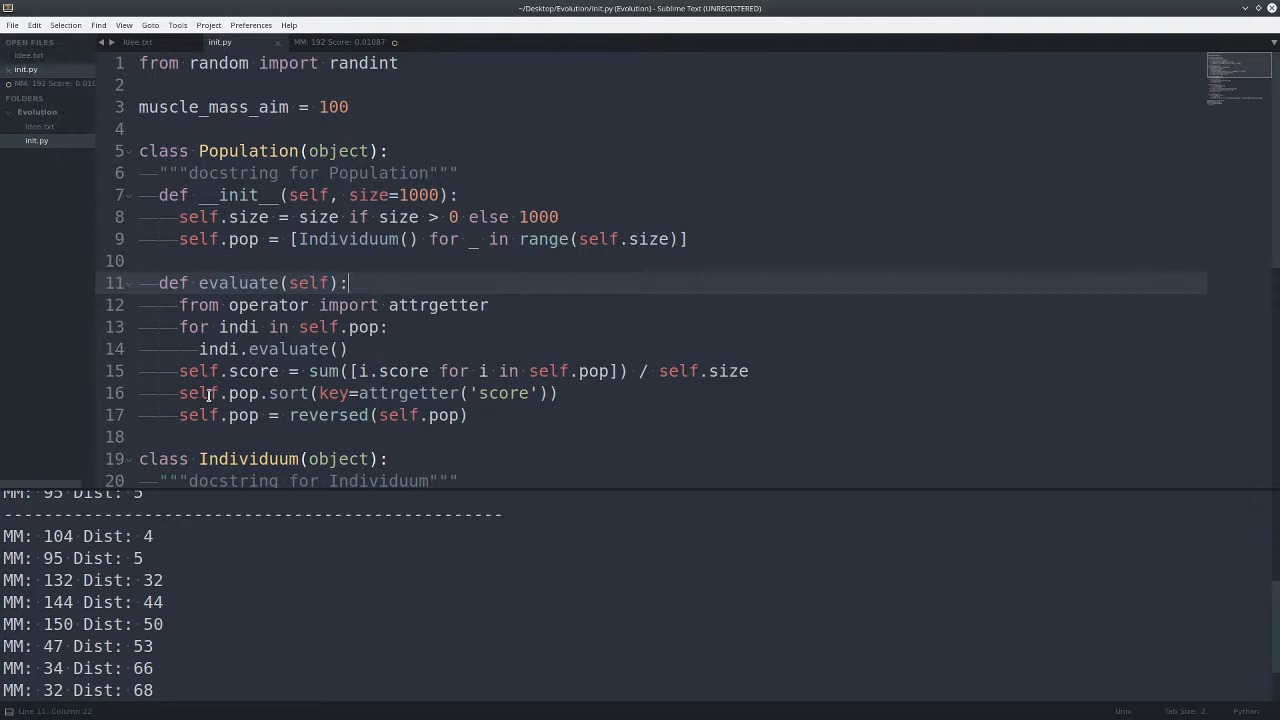 ~/Desktop/Evolution/init.py (Evolution) - Sublime Text (UNREGISTERED)
File Edit Selection Find View Goto Tools Project Preferences Help
OPEN FILES
Idee.txt
init.py
MM: 192 Score: 0.010
FOLDERS
Evolution
Idee.txt
init.py
Idee.txt init.py MM: 192 Score: 0.01087
1 from random import randint
2
3 muscle_mass_aim = 100
4
5 class Population(object):
6 """docstring for Population"""
7 def __init__(self, size=1000):
8 self.size = size if size > 0 else 1000
9 self.pop = [Individuum() for _ in range(self.size)]
10
11 def evaluate(self):
12 from operator import attrgetter
13 for indi in self.pop:
14 indi.evaluate()
15 self.score = sum([i.score for i in self.pop]) / self.size
16 self.pop.sort(key=attrgetter('score'))
17 self.pop = reversed(self.pop)
18
19 class Individuum(object):
20 """docstring for Individuum"""
MM: 95 Dist: 5
--------------------------------------------------
MM: 104 Dist: 4
MM: 95 Dist: 5
MM: 132 Dist: 32
MM: 144 Dist: 44
MM: 150 Dist: 50
MM: 47 Dist: 53
MM: 34 Dist: 66
MM: 32 Dist: 68
Line 11, Column 22 Unix Tab Size: 2 Python